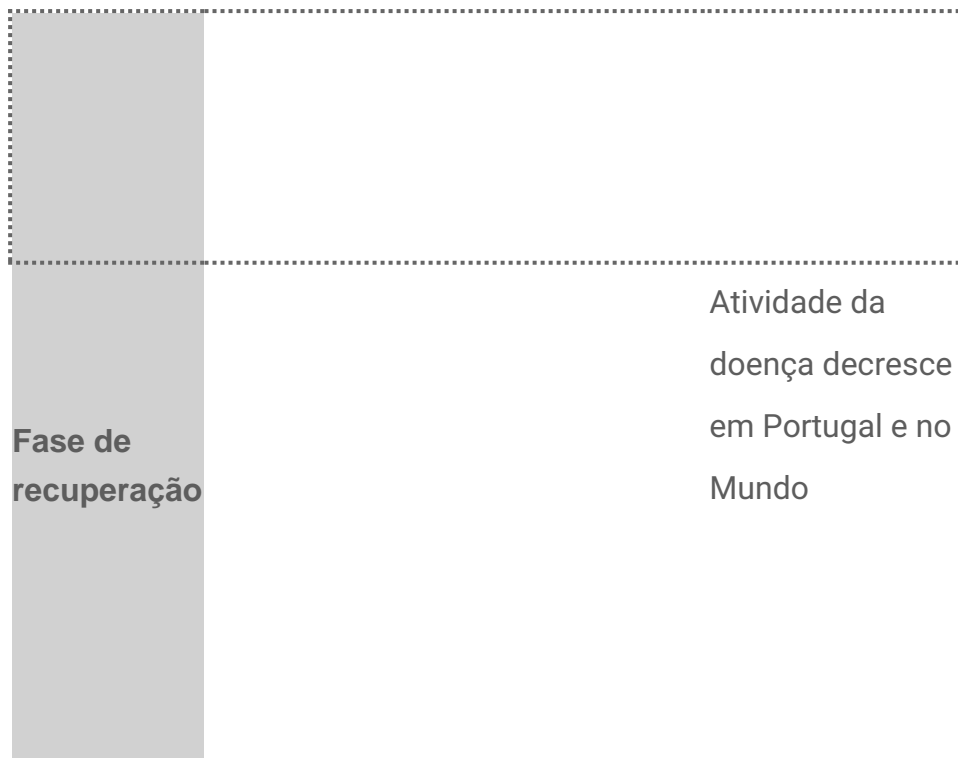 Fase de
recuperação
Atividade da
doença decresce
em Portugal e no
Mundo